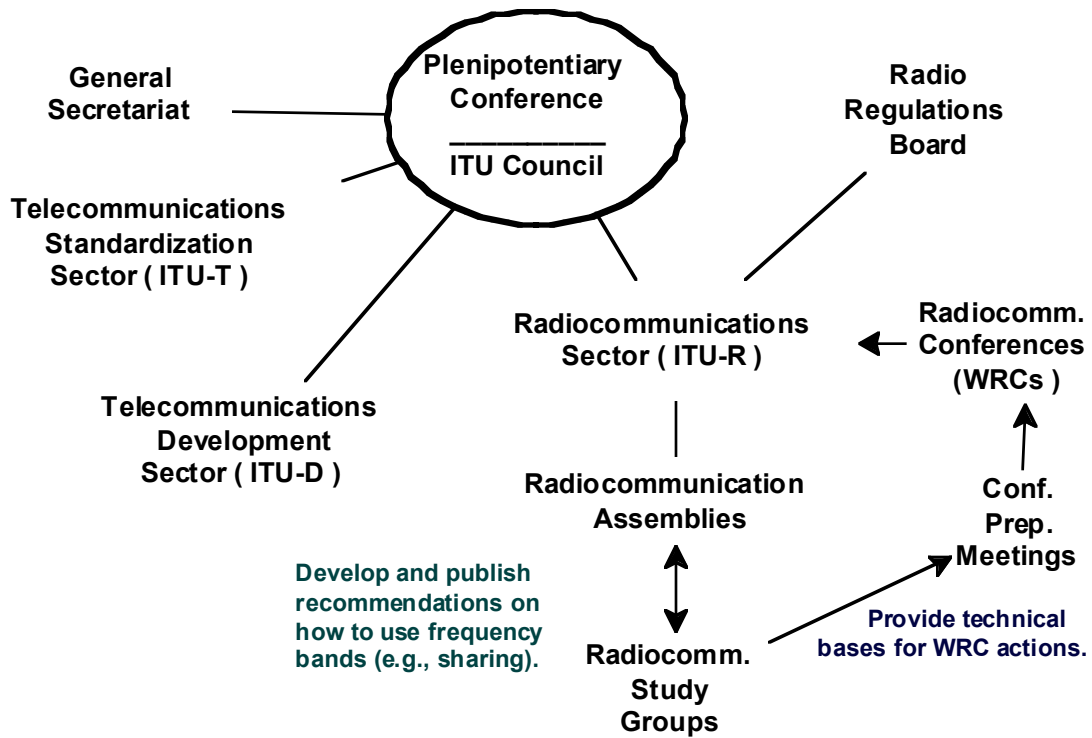 General
Secretariat
Plenipotentiary
Conference
___________
ITU Council
Radio
Regulations
Board
Telecommunications
Standardization
Sector ( ITU-T )
Radiocommunications
Sector ( ITU-R )
Radiocomm.
Conferences
(WRCs )
Telecommunications
Development
Sector ( ITU-D )
Radiocommunication
Assemblies
Conf.
Prep.
Meetings
Develop and publish
recommendations on
how to use frequency
bands (e.g., sharing).
Provide technical
bases for WRC actions.
Radiocomm.
Study
Groups